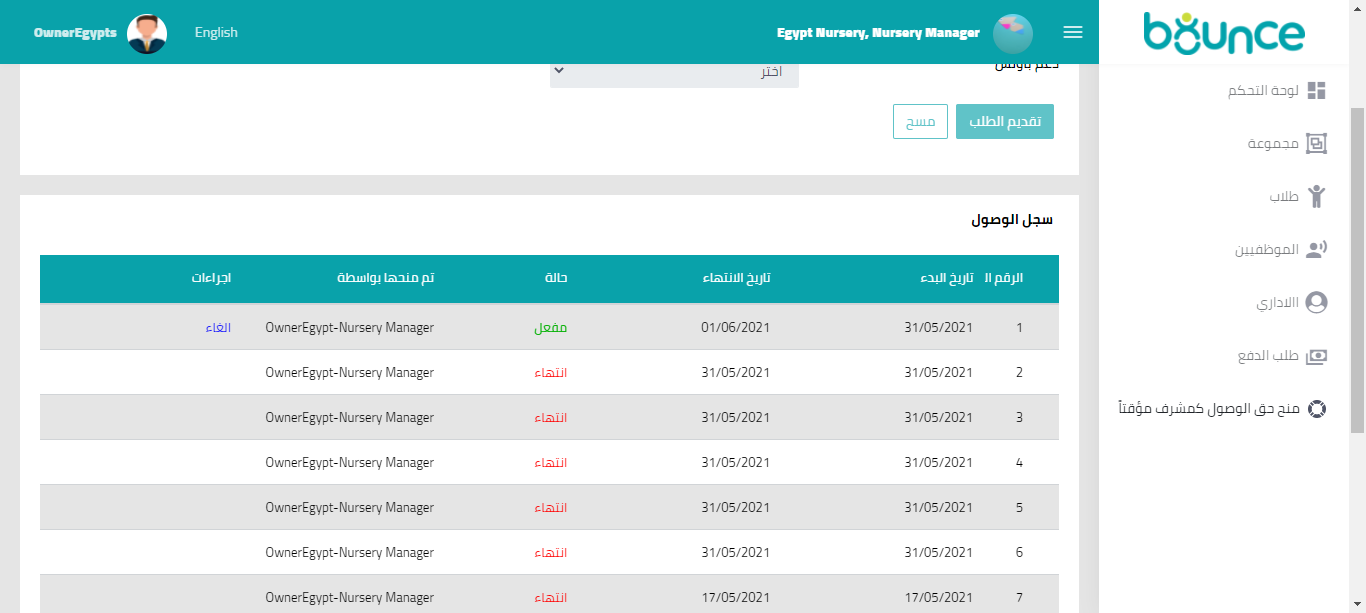 bounce
Egypt Nursery, Nursery Manager
English
OwnerEgypts
لوحة التحكم
مجموعة
طلاب
الموظفيين
االاداري
طلب الدفع
منح حق الوصول كمشرف مؤقتاً
دعم باونس
اختر
تقديم الطلب
مسح
سجل الوصول
الرقم ال تاريخ البدء تاريخ الانتهاء حالة تم منحها بواسطة اجراءات
1 31/05/2021 01/06/2021 مفعل OwnerEgypt-Nursery Manager الغاء
2 31/05/2021 31/05/2021 انتهاء OwnerEgypt-Nursery Manager
3 31/05/2021 31/05/2021 انتهاء OwnerEgypt-Nursery Manager
4 31/05/2021 31/05/2021 انتهاء OwnerEgypt-Nursery Manager
5 31/05/2021 31/05/2021 انتهاء OwnerEgypt-Nursery Manager
6 31/05/2021 31/05/2021 انتهاء OwnerEgypt-Nursery Manager
7 17/05/2021 17/05/2021 انتهاء OwnerEgypt-Nursery Manager